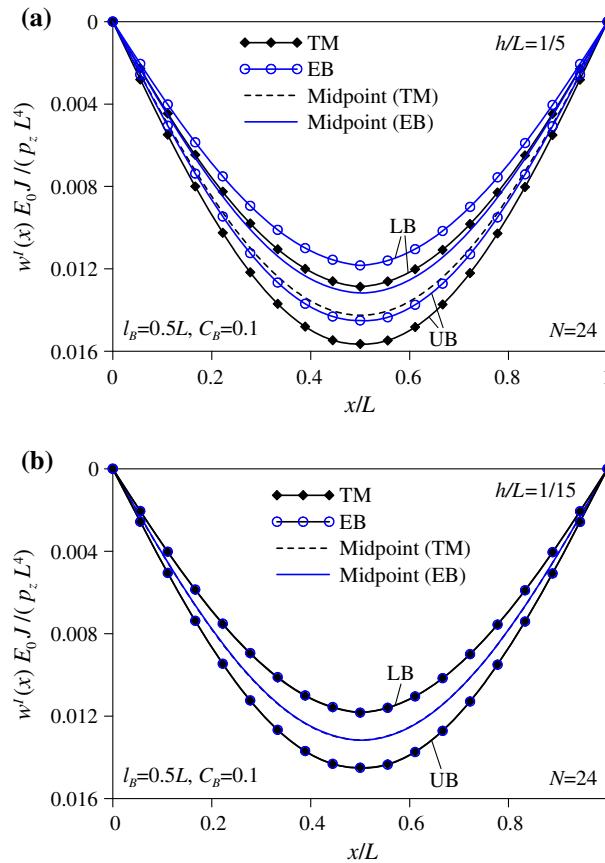 (a)
0
0.004
0.008
0.012
0.016
w^J(x) E_0 J /( p_z L^4)
TM
EB
Midpoint (TM)
Midpoint (EB)
h/L=1/5
LB
UB
l_B=0.5L, C_B=0.1
N=24
0 0.2 0.4 0.6 0.8 1
x/L
(b)
0
0.004
0.008
0.012
0.016
w^J(x) E_0 J /( p_z L^4)
TM
EB
Midpoint (TM)
Midpoint (EB)
h/L=1/15
LB
UB
l_B=0.5L, C_B=0.1
N=24
0 0.2 0.4 0.6 0.8
x/L